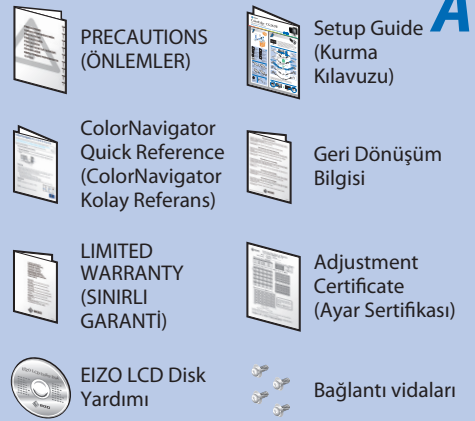 A
PRECAUTIONS
(ÖNLEMLER)
Setup Guide
(Kurma
Kılavuzu)
ColorNavigator
Quick Reference
(ColorNavigator
Kolay Referans)
Geri Dönüşüm
Bilgisi
LIMITED
WARRANTY
(SINIRLI
GARANTİ)
Adjustment
Certificate
(Ayar Sertifikası)
EIZO LCD Disk
Yardımı
Bağlantı vidaları